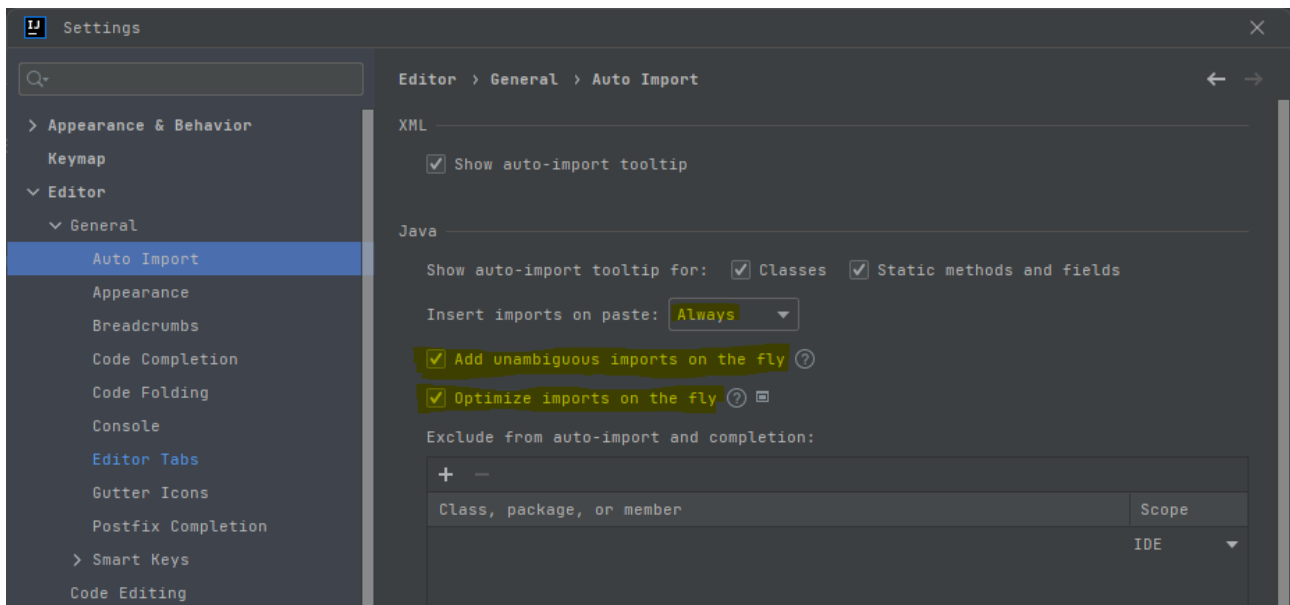 IJ
Settings
Editor › General › Auto Import
Appearance & Behavior
Keymap
Editor
General
Auto Import
Appearance
Breadcrumbs
Code Completion
Code Folding
Console
Editor Tabs
Gutter Icons
Postfix Completion
Smart Keys
Code Editing
XML
Show auto-import tooltip
Java
Show auto-import tooltip for: Classes Static methods and fields
Insert imports on paste: Always
Add unambiguous imports on the fly ?
Optimize imports on the fly ?
Exclude from auto-import and completion:
+ −
Class, package, or member Scope
IDE